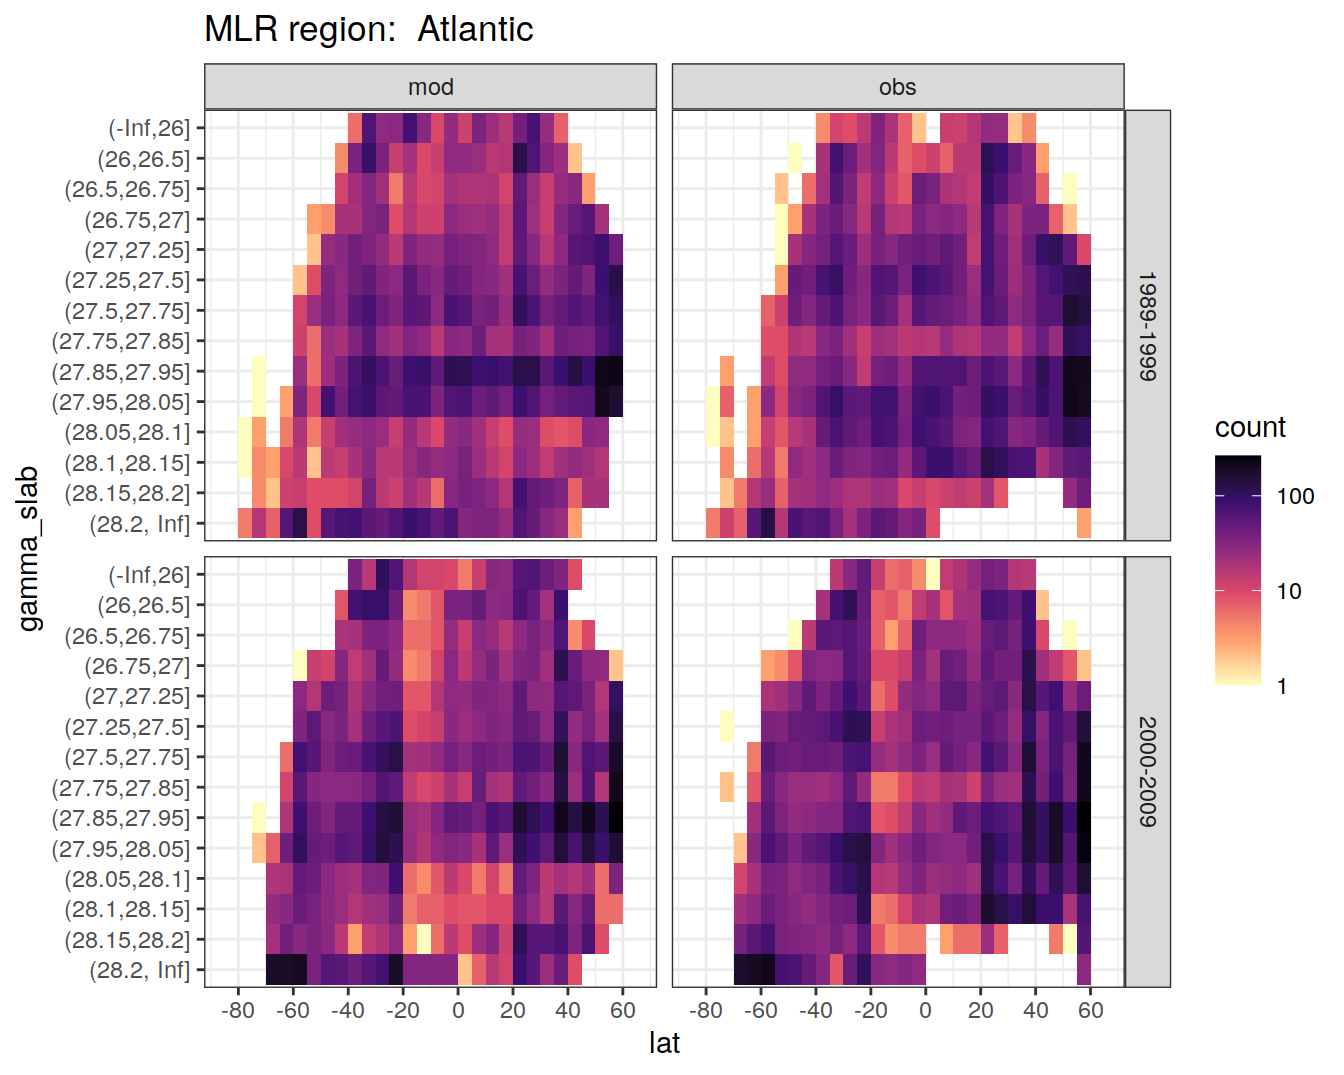 MLR region:  Atlantic
mod
obs
(-Inf,26]
(26,26.5]
(26.5,26.75]
(26.75,27]
(27,27.25]
(27.25,27.5]
(27.5,27.75]
(27.75,27.85]
(27.85,27.95]
(27.95,28.05]
(28.05,28.1]
(28.1,28.15]
(28.15,28.2]
(28.2, Inf]
1989-1999
gamma_slab
(-Inf,26]
(26,26.5]
(26.5,26.75]
(26.75,27]
(27,27.25]
(27.25,27.5]
(27.5,27.75]
(27.75,27.85]
(27.85,27.95]
(27.95,28.05]
(28.05,28.1]
(28.1,28.15]
(28.15,28.2]
(28.2, Inf]
2000-2009
-80 -60 -40 -20 0 20 40 60
-80 -60 -40 -20 0 20 40 60
lat
count
100
10
1